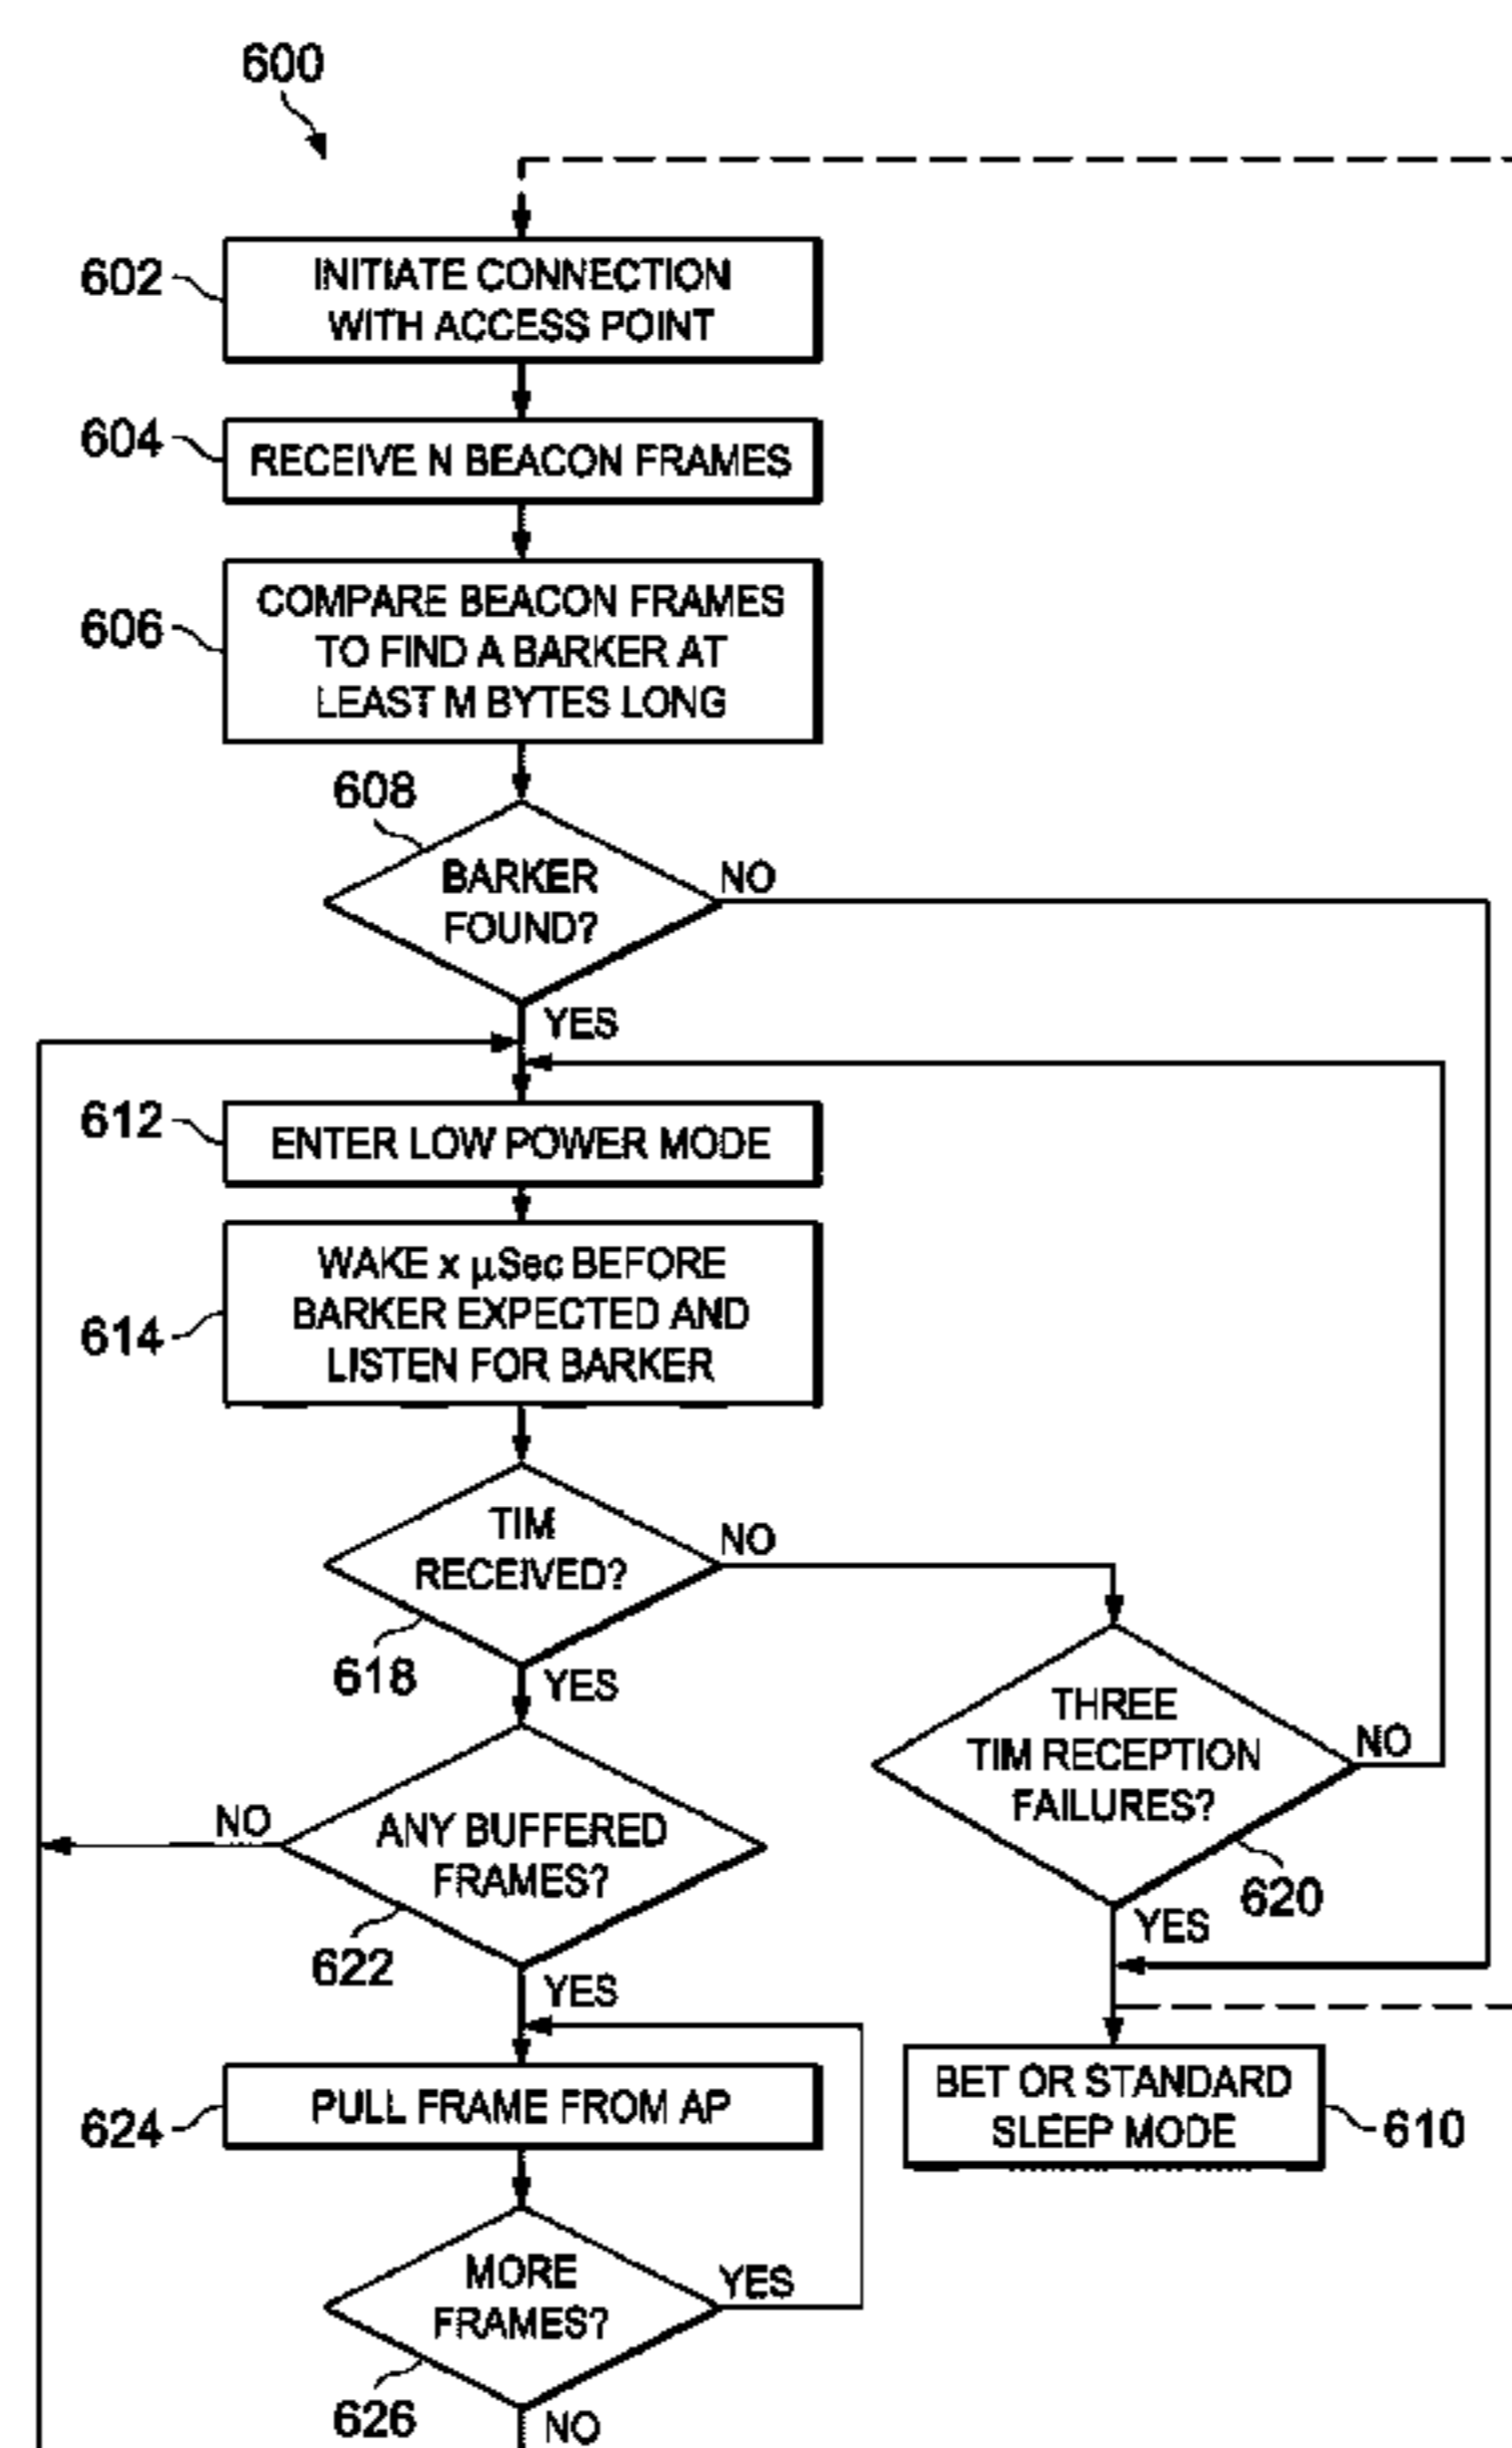 600
602
INITIATE CONNECTION
WITH ACCESS POINT
604
RECEIVE N BEACON FRAMES
606
COMPARE BEACON FRAMES
TO FIND A BARKER AT
LEAST M BYTES LONG
608
BARKER
FOUND?
NO
YES
612
ENTER LOW POWER MODE
614
WAKE x µSec BEFORE
BARKER EXPECTED AND
LISTEN FOR BARKER
TIM
RECEIVED?
NO
618
YES
THREE
TIM RECEPTION
FAILURES?
NO
620
YES
NO
ANY BUFFERED
FRAMES?
622
YES
624
PULL FRAME FROM AP
BET OR STANDARD
SLEEP MODE
610
MORE
FRAMES?
YES
626
NO